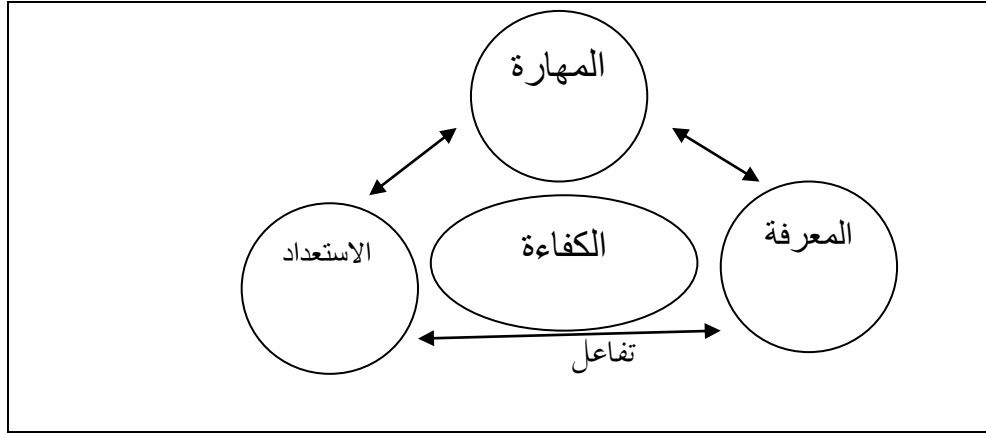 المهارة
المعرفة
الكفاءة
الاستعداد
تفاعل